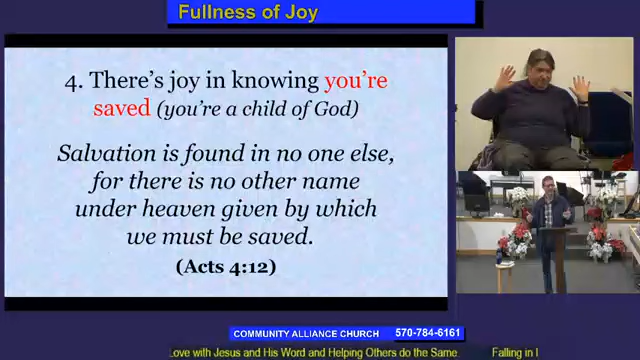 Fullness of Joy
4. There's joy in knowing you're
saved (you're a child of God)
Salvation is found in no one else,
for there is no other name
under heaven given by which
we must be saved.
(Acts 4:12)
COMMUNITY ALLIANCE CHURCH 570-784-6161
Love with Jesus and His Word and Helping Others do the Same Falling in